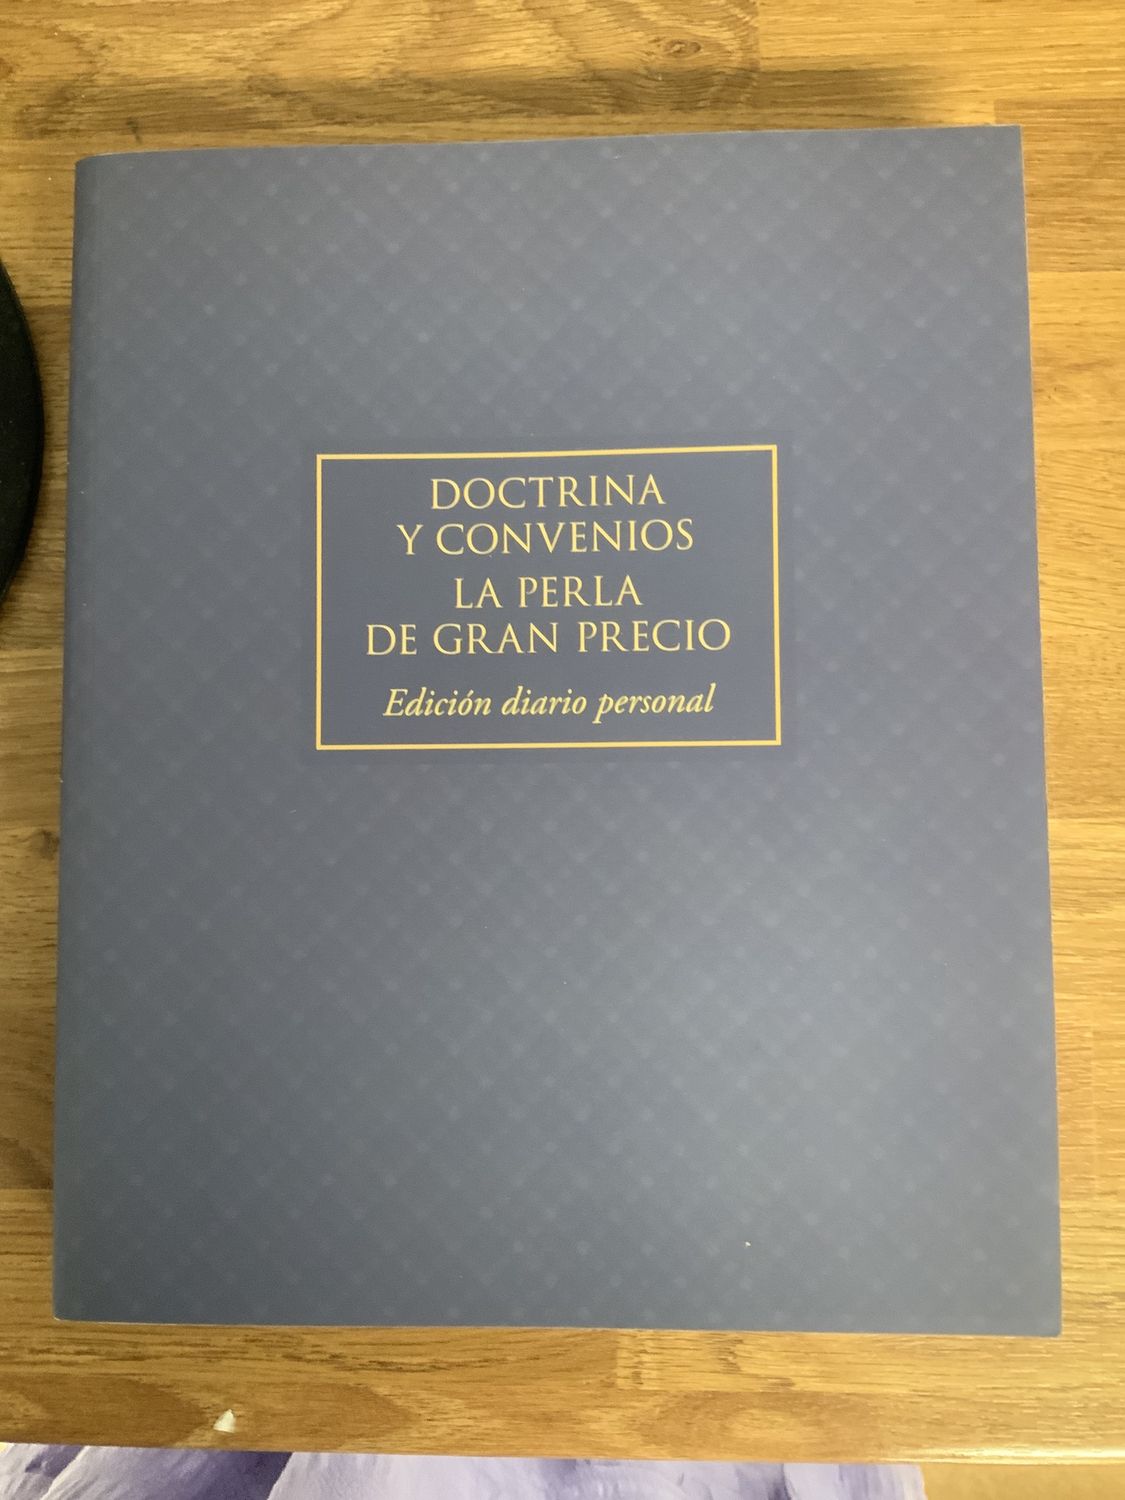 DOCTRINA
Y CONVENIOS
LA PERLA
DE GRAN PRECIO
Edición diario personal